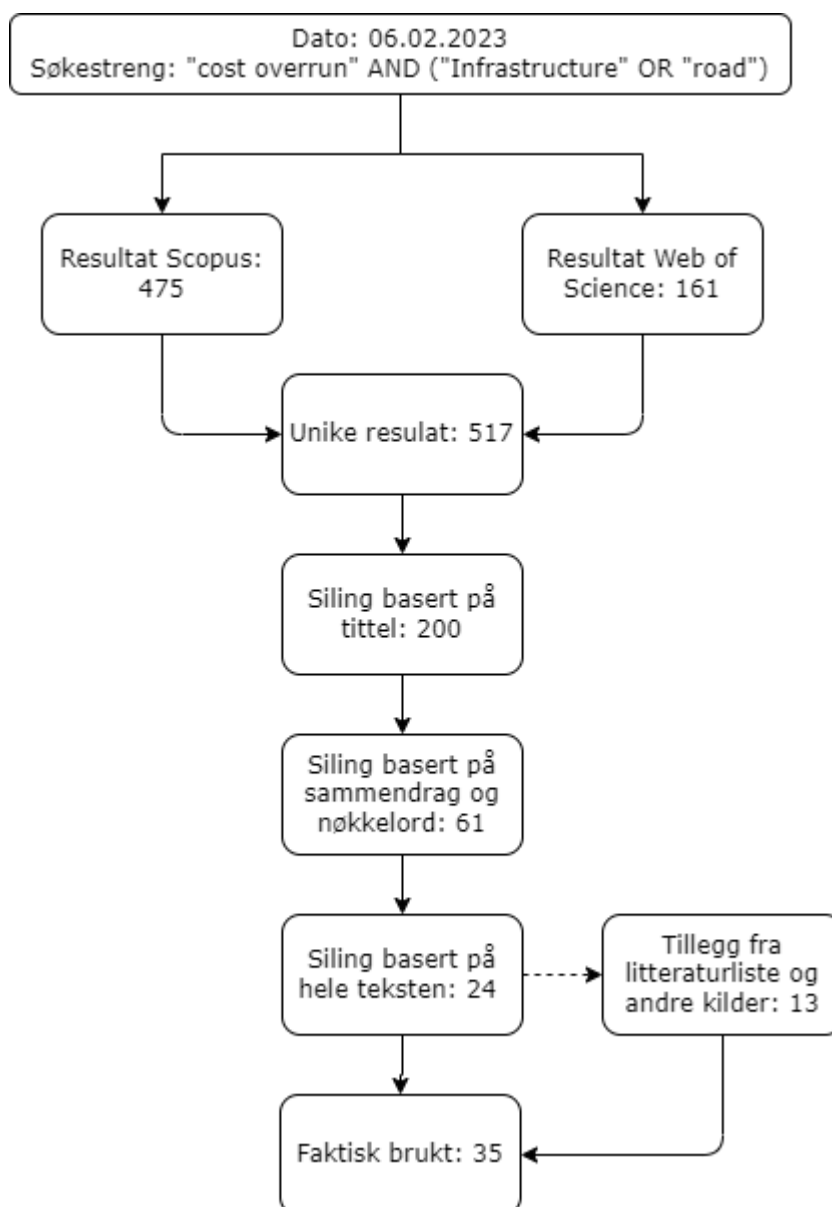 Dato: 06.02.2023
Søkestreng: "cost overrun" AND ("Infrastructure" OR "road")
Resultat Scopus:
475
Resultat Web of
Science: 161
Unike resulat: 517
Siling basert på
tittel: 200
Siling basert på
sammendrag og
nøkkelord: 61
Siling basert på
hele teksten: 24
Tillegg fra
litteraturliste og
andre kilder: 13
Faktisk brukt: 35